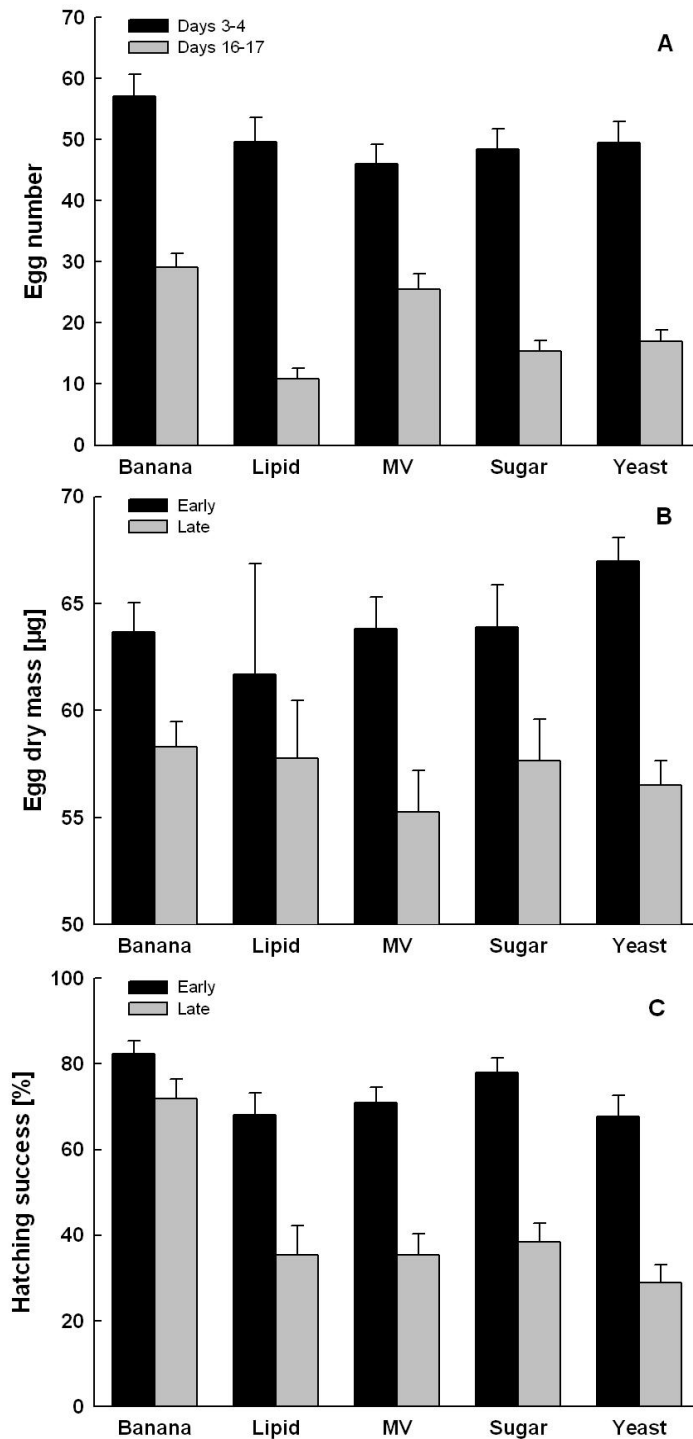 70
60
50
40
30
20
10
0
Egg number
Days 3-4
Days 16-17
A
Banana Lipid MV Sugar Yeast
70
65
60
55
50
Egg dry mass [µg]
Early
Late
B
Banana Lipid MV Sugar Yeast
100
80
60
40
20
0
Hatching success [%]
Early
Late
C
Banana Lipid MV Sugar Yeast